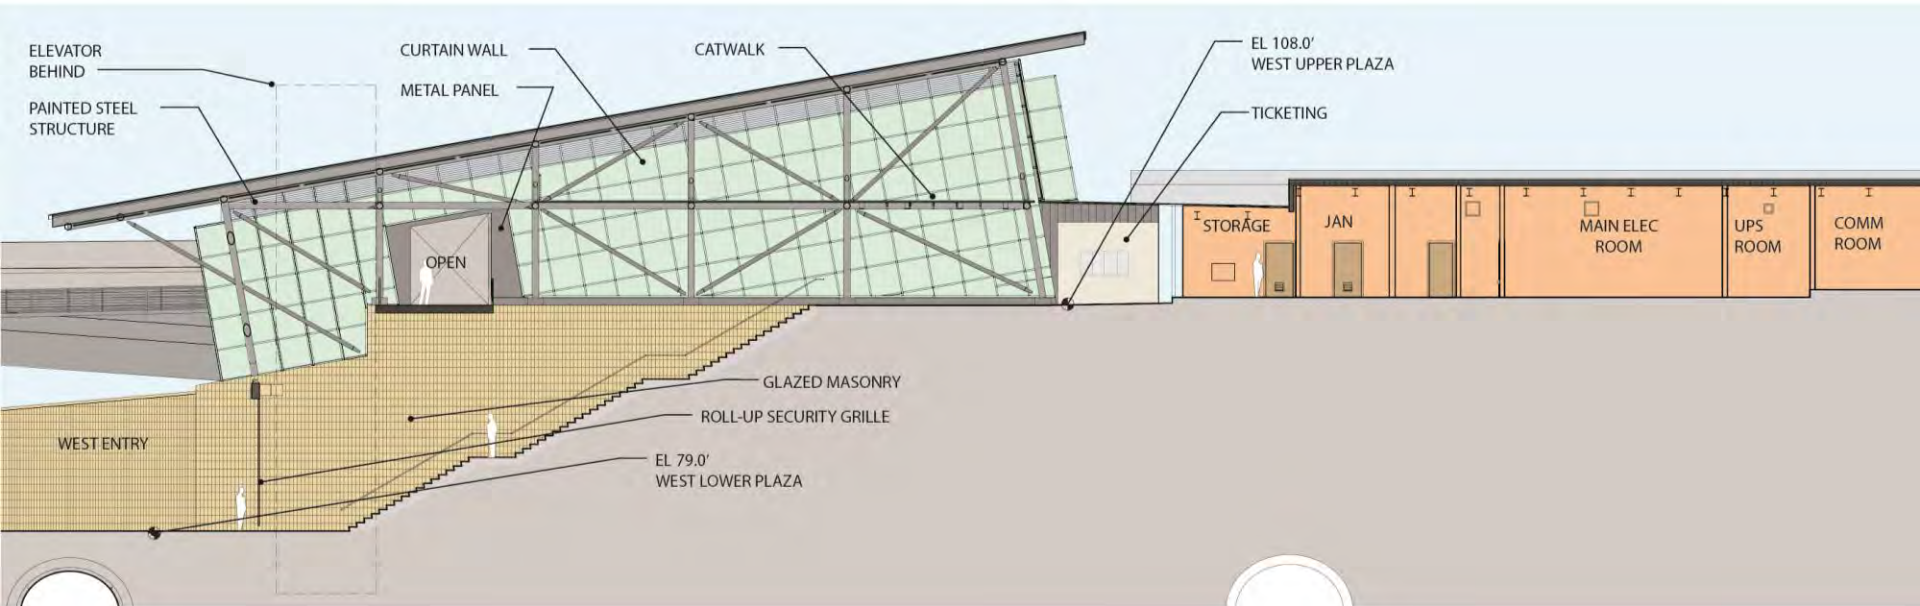 ELEVATOR
BEHIND
PAINTED STEEL
STRUCTURE
CURTAIN WALL
METAL PANEL
CATWALK
EL 108.0'
WEST UPPER PLAZA
TICKETING
OPEN
STORAGE
JAN
MAIN ELEC
ROOM
UPS
ROOM
COMM
ROOM
GLAZED MASONRY
ROLL-UP SECURITY GRILLE
WEST ENTRY
EL 79.0'
WEST LOWER PLAZA